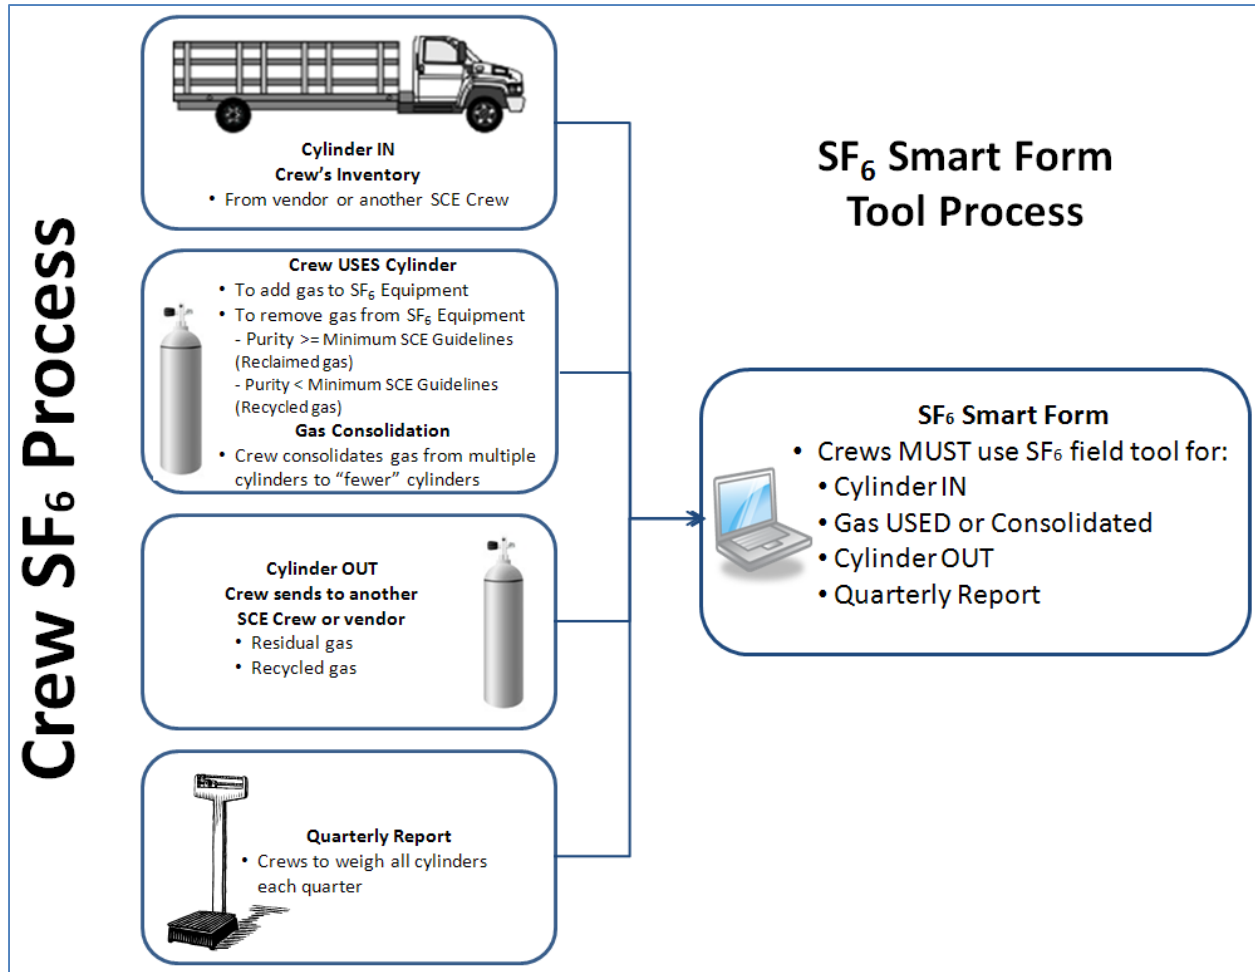 Crew SF₆ Process
Cylinder IN
Crew's Inventory
• From vendor or another SCE Crew
Crew USES Cylinder
• To add gas to SF₆ Equipment
• To remove gas from SF₆ Equipment
- Purity >= Minimum SCE Guidelines
(Reclaimed gas)
- Purity < Minimum SCE Guidelines
(Recycled gas)
Gas Consolidation
• Crew consolidates gas from multiple
cylinders to “fewer” cylinders
Cylinder OUT
Crew sends to another
SCE Crew or vendor
• Residual gas
• Recycled gas
Quarterly Report
• Crews to weigh all cylinders
each quarter
SF₆ Smart Form
Tool Process
SF₆ Smart Form
• Crews MUST use SF₆ field tool for:
• Cylinder IN
• Gas USED or Consolidated
• Cylinder OUT
• Quarterly Report